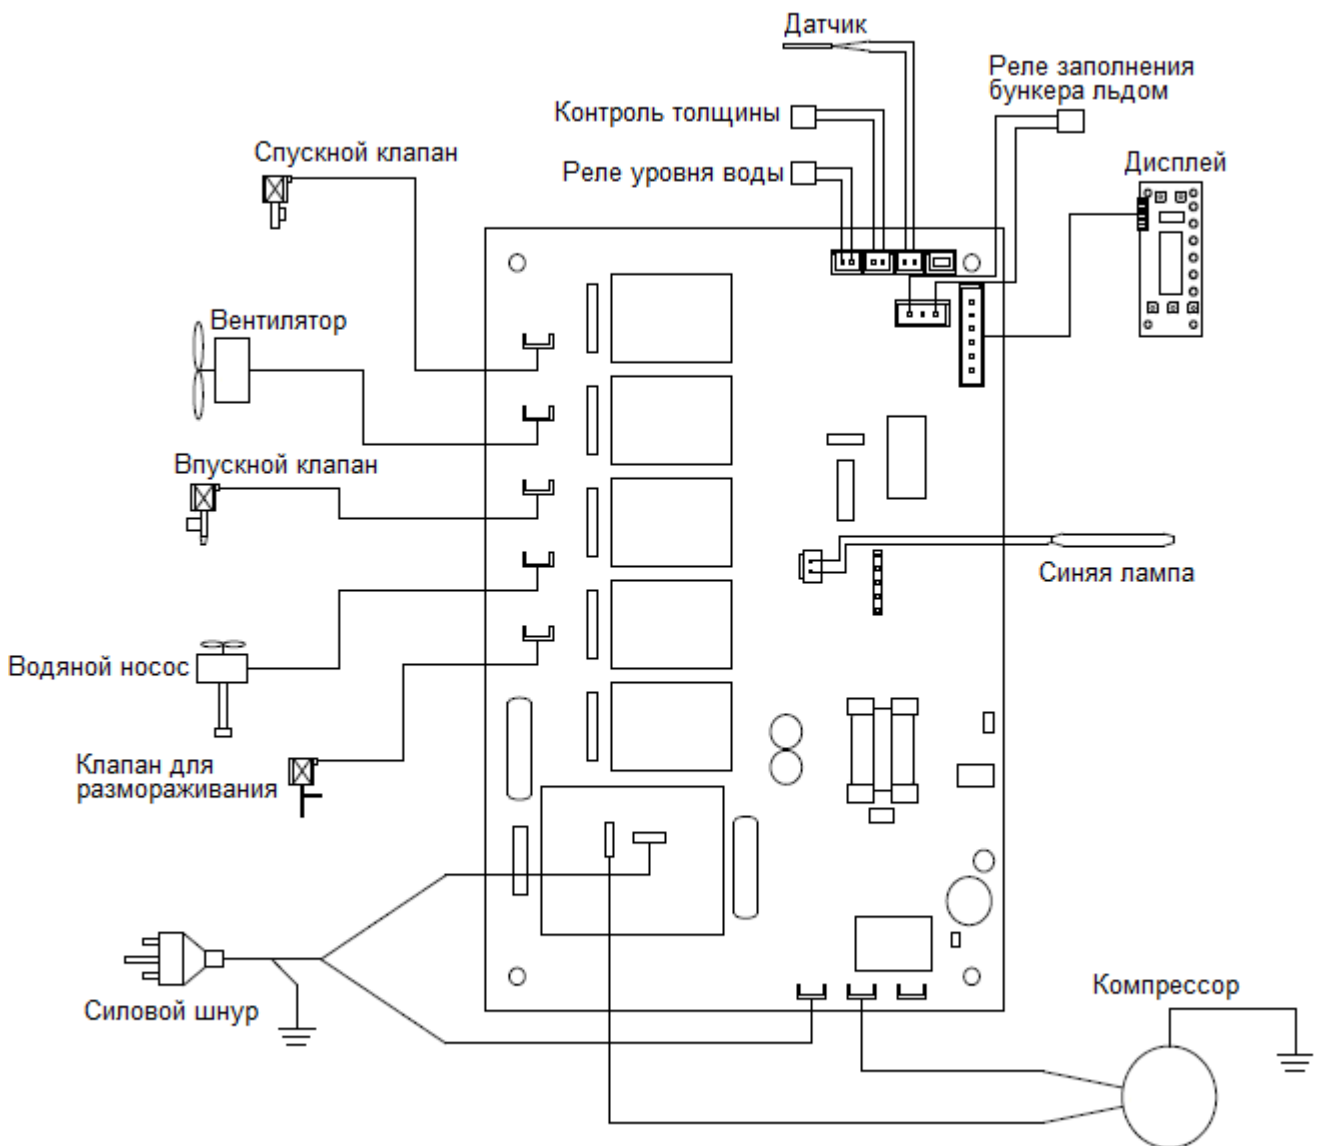 Датчик
Реле заполнения
бункера льдом
Контроль толщины
Спускной клапан
Реле уровня воды
Дисплей
Вентилятор
Впускной клапан
Синяя лампа
Водяной носос
Клапан для
размораживания
Силовой шнур
Компрессор